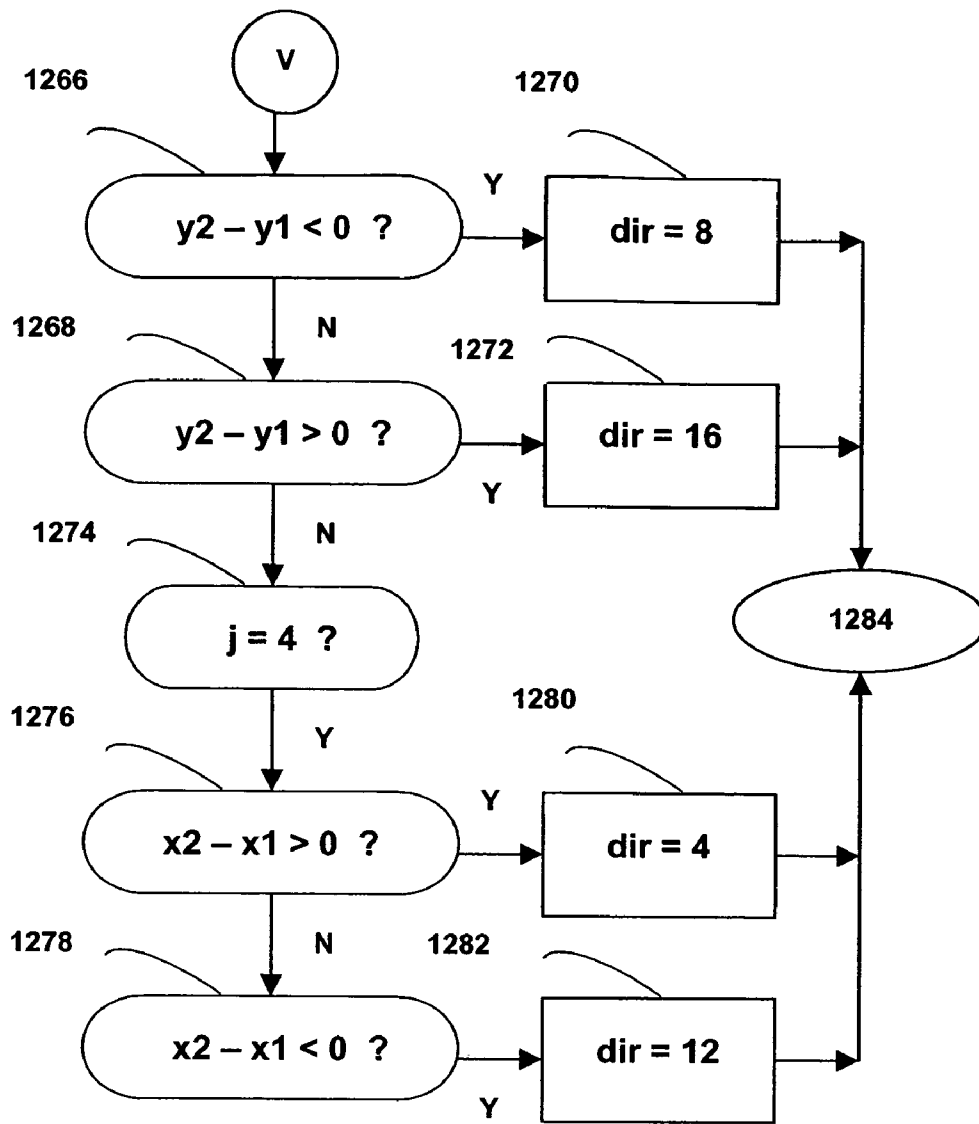 V
1266
1270
y2 – y1 < 0 ?
Y
dir = 8
1268
N
1272
y2 – y1 > 0 ?
Y
dir = 16
1274
N
j = 4 ?
1284
1276
Y
1280
x2 – x1 > 0 ?
Y
dir = 4
1278
N
1282
x2 – x1 < 0 ?
Y
dir = 12